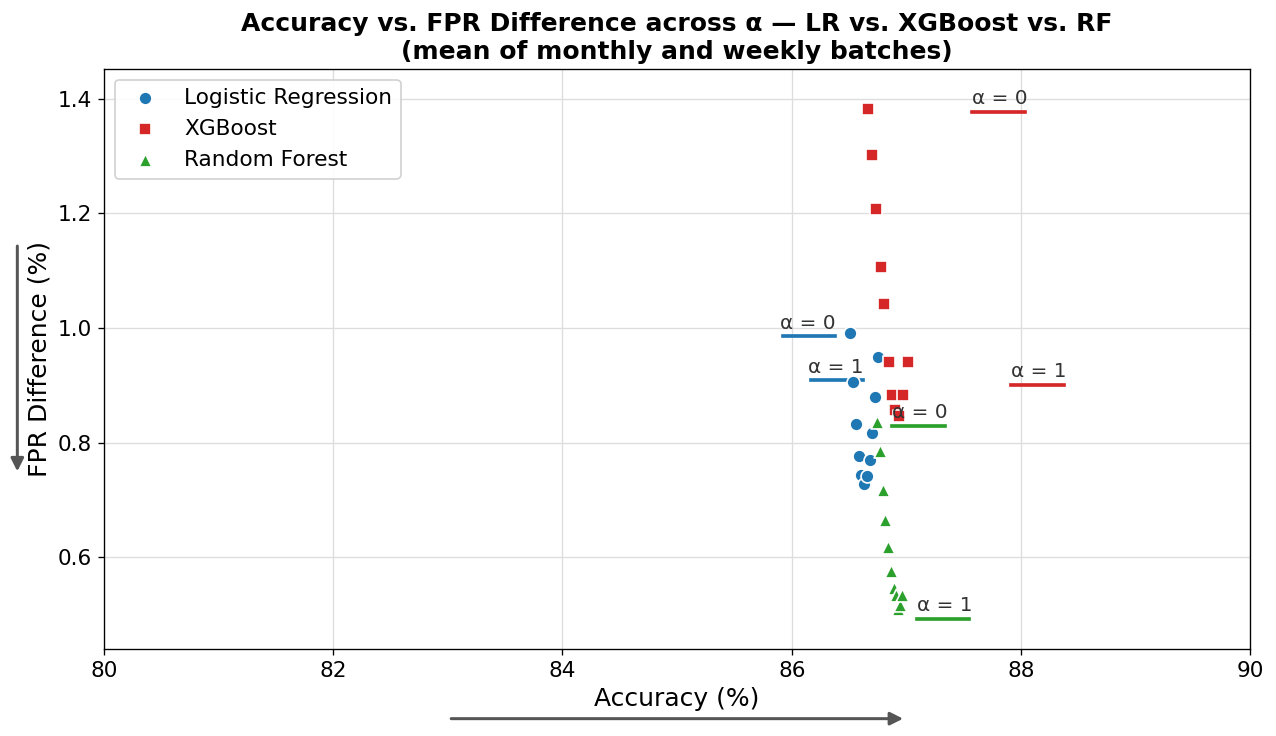 Accuracy vs. FPR Difference across α — LR vs. XGBoost vs. RF
(mean of monthly and weekly batches)
Logistic Regression
XGBoost
Random Forest
α = 0
α = 0
α = 1
α = 1
α = 0
α = 1
FPR Difference (%)
1.4
1.2
1.0
0.8
0.6
80
82
84
86
88
90
Accuracy (%)